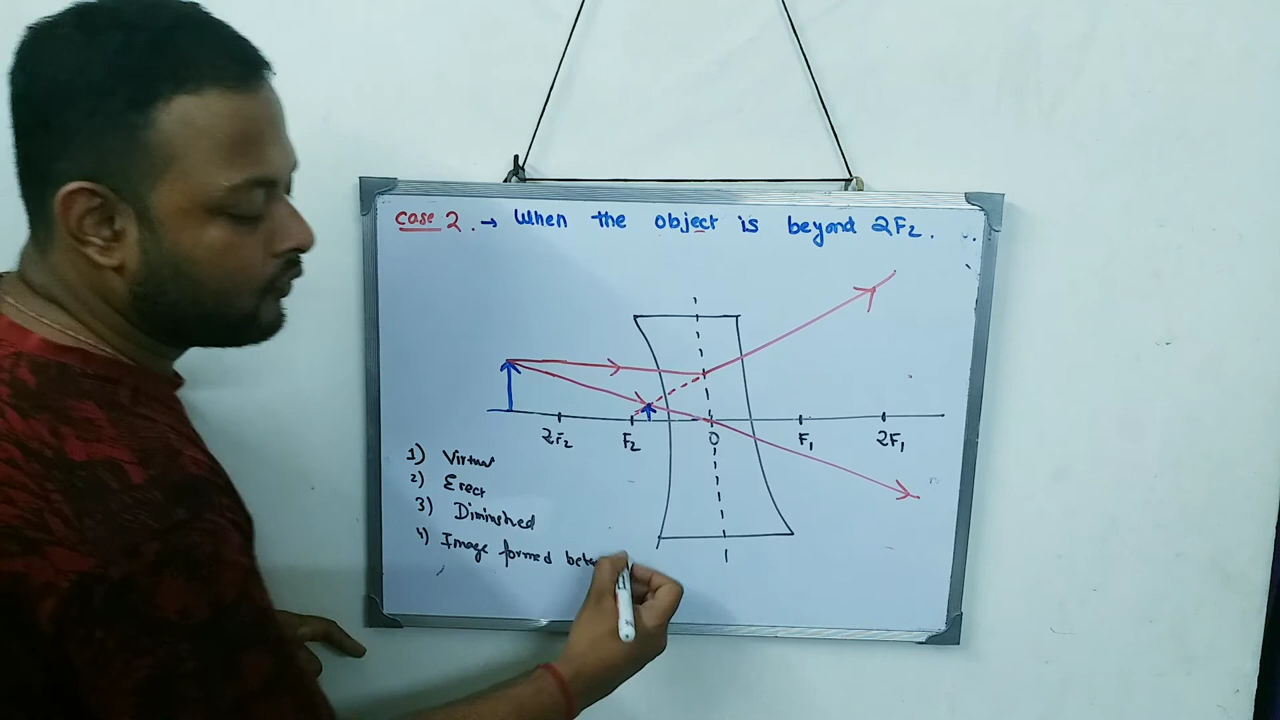 Case 2. → When the object is beyond 2F₂.
2F₂ F₂ O F₁ 2F₁
1) Virtual
2) Erect
3) Diminished
4) Image formed